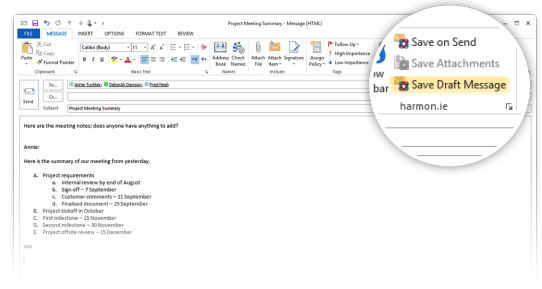 Project Meeting Summary - Message (HTML)
FILE MESSAGE INSERT OPTIONS FORMAT TEXT REVIEW
Paste
Cut
Copy
Format Painter
Clipboard
Calibri (Body) 11
B I U
Basic Text
Address Book
Check Names
Names
Attach File
Attach Item
Signature
Include
Assign Policy
Follow Up
High Importance
Low Importance
Tags
Save on Send
Save Attachments
Save Draft Message
harmon.ie
Send
To... Annie Tuckker; Deborah Dawson; Fred Neal;
Cc...
Subject Project Meeting Summary
Here are the meeting notes; does anyone have anything to add?
Annie:
Here is the summary of our meeting from yesterday.
A. Project requirements
a. Internal review by end of August
b. Sign off – 7 September
c. Customer comments – 21 September
d. Finalized document – 25 September
B. Project kickoff in October
C. First milestone – 15 November
D. Second milestone – 30 November
E. Project offsite review – 15 December